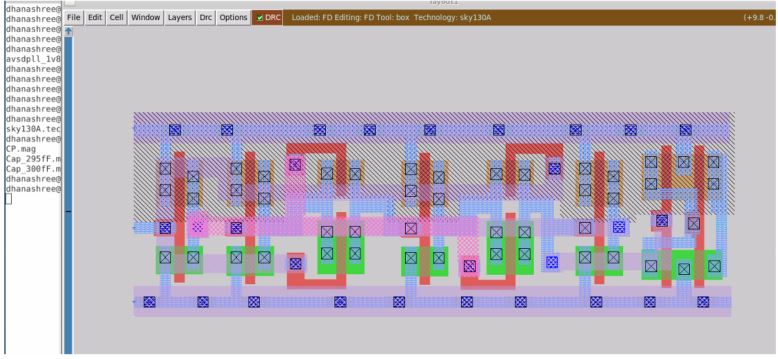 dhanashree@
dhanashree@
dhanashree@
dhanashree@
dhanashree@
avsdpll_1v8
dhanashree@
dhanashree@
dhanashree@
dhanashree@
dhanashree@
dhanashree@
sky130A.tec
dhanashree@
CP.mag
Cap_295fF.m
Cap_300fF.m
dhanashree@
dhanashree@
layout1
File Edit Cell Window Layers Drc Options DRC Loaded: FD Editing: FD Tool: box Technology: sky130A (+9.8 -0.